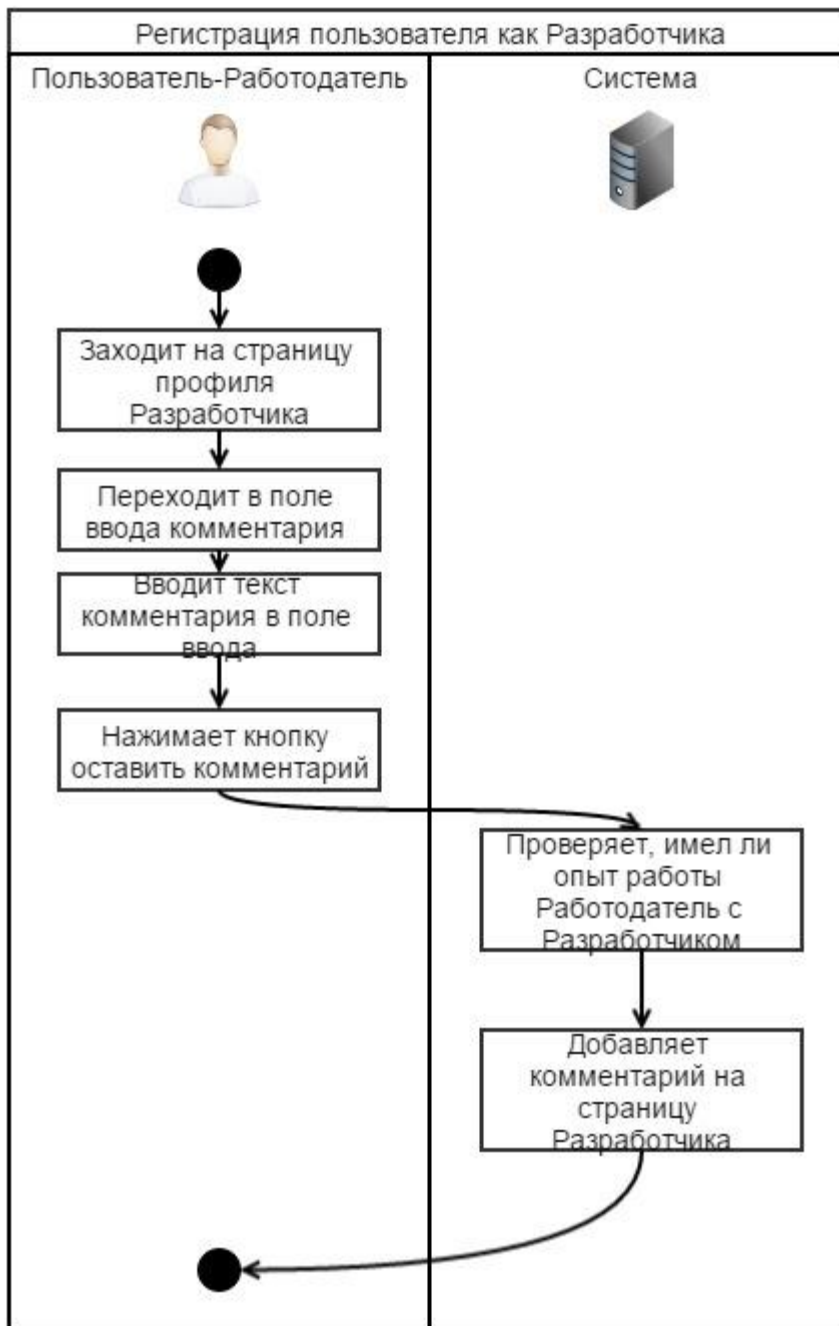 Регистрация пользователя как Разработчика
Пользователь-Работодатель
Система
Заходит на страницу
профиля
Разработчика
Переходит в поле
ввода комментария
Вводит текст
комментария в поле
ввода
Нажимает кнопку
оставить комментарий
Проверяет, имел ли
опыт работы
Работодатель с
Разработчиком
Добавляет
комментарий на
страницу
Разработчика